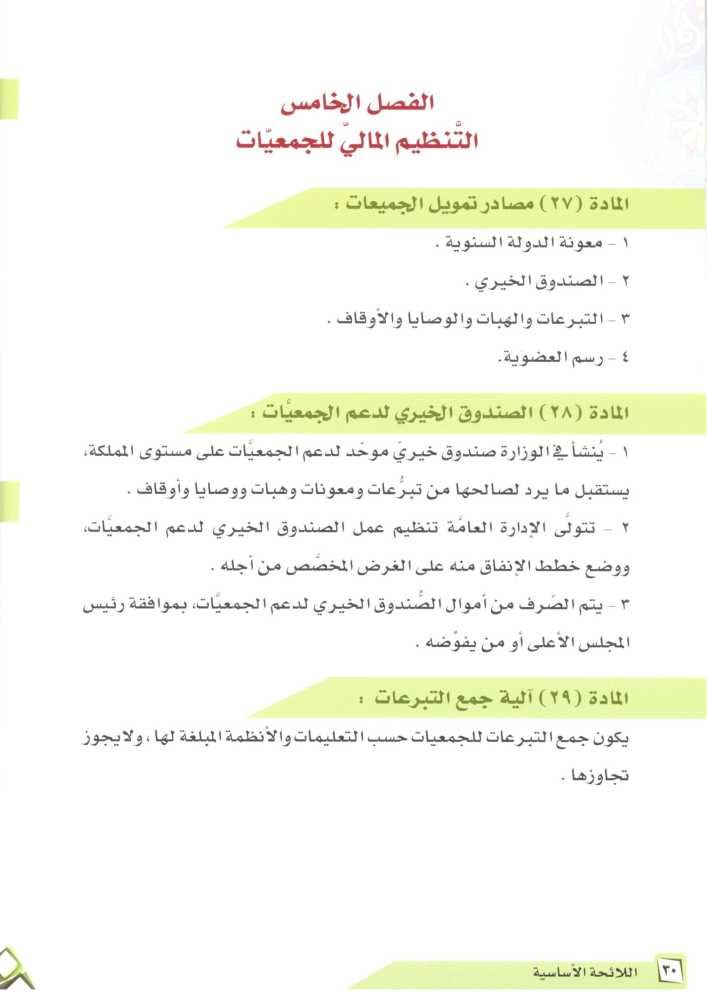 الفصل الخامس
التَّنظيم الماليّ للجمعيّات
المادة (٢٧) مصادر تمويل الجميعات :
١ - معونة الدولة السنوية .
٢ - الصندوق الخيري .
٣ - التبرعات والهبات والوصايا والأوقاف .
٤ - رسم العضوية.
المادة (٢٨) الصندوق الخيري لدعم الجمعيَّات :
١ - يُنشأ في الوزارة صندوق خيريّ موحَّد لدعم الجمعيَّات على مستوى المملكة،
يستقبل ما يرد لصالحها من تبرُّعات ومعونات وهبات ووصايا وأوقاف .
٢ - تتولَّى الإدارة العامَّة تنظيم عمل الصندوق الخيري لدعم الجمعيَّات،
ووضع خطط الإنفاق منه على الغرض المخصَّص من أجله .
٣ - يتم الصَرف من أموال الصُّندوق الخيري لدعم الجمعيَّات، بموافقة رئيس
المجلس الأعلى أو من يفوِّضه .
المادة (٢٩) آلية جمع التبرعات :
يكون جمع التبرعات للجمعيات حسب التعليمات والأنظمة المبلغة لها ، ولايجوز
تجاوزها .
٣٠ اللائحة الأساسية